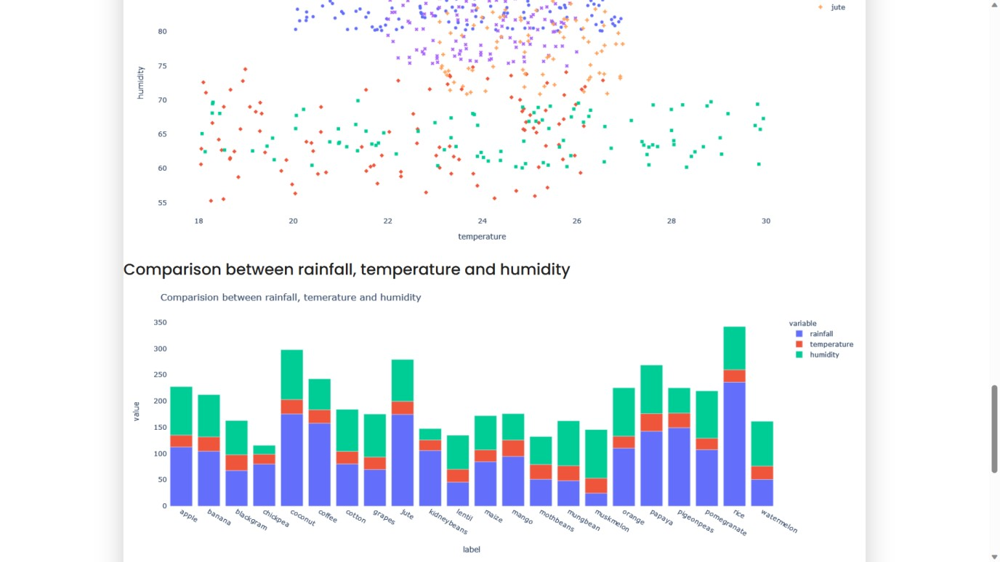 jute
80
75
70
65
60
55
humidity
18 20 22 24 26 28 30
temperature
Comparison between rainfall, temperature and humidity
Comparision between rainfall, temerature and humidity
350
300
250
200
150
100
50
0
value
variable
rainfall
temperature
humidity
apple banana blackgram chickpea coconut coffee cotton grapes Jute kidneybeans lentil maize mango mothbeans mungbean muskmelon orange papaya pigeonpeas pomegranate rice watermelon
label